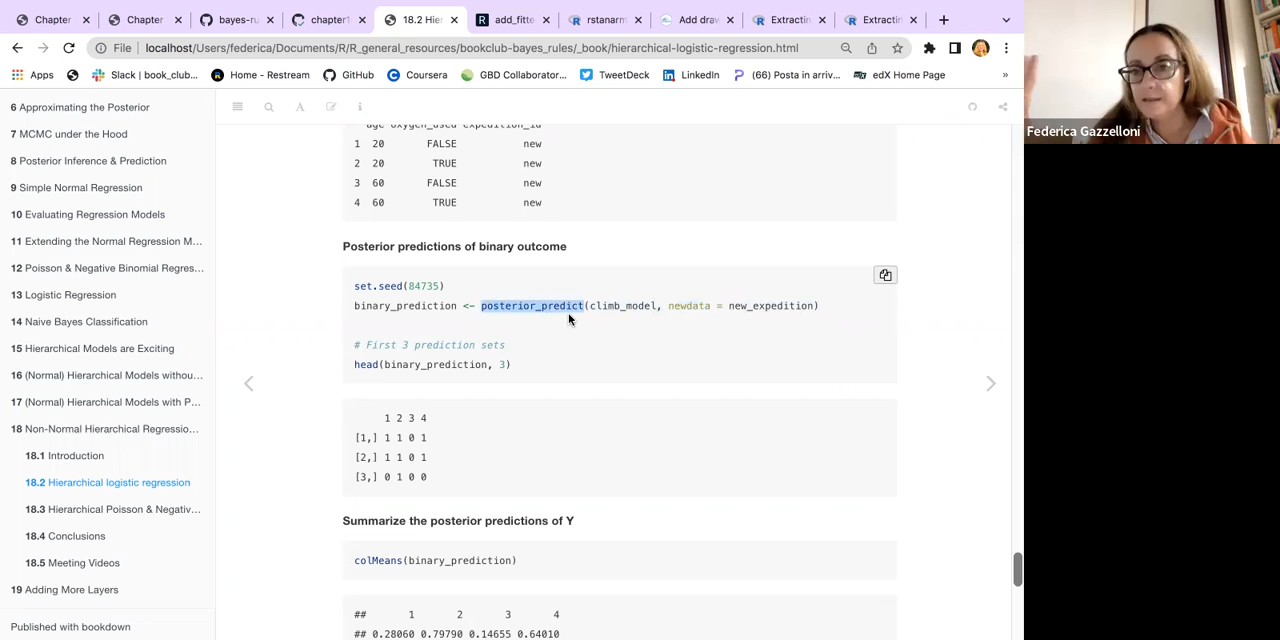 Chapter
Chapter
bayes-ru
chapter1
18.2 Hier
add_fitte
rstanarm
Add draw
Extractin
Extractin
File
localhost/Users/federica/Documents/R/R_general_resources/bookclub-bayes_rules/_book/hierarchical-logistic-regression.html
Apps
Slack | book_club...
Home - Restream
GitHub
Coursera
GBD Collaborator...
TweetDeck
LinkedIn
(66) Posta in arriv...
edX Home Page
»
6 Approximating the Posterior
7 MCMC under the Hood
8 Posterior Inference & Prediction
9 Simple Normal Regression
10 Evaluating Regression Models
11 Extending the Normal Regression M...
12 Poisson & Negative Binomial Regres...
13 Logistic Regression
14 Naive Bayes Classification
15 Hierarchical Models are Exciting
16 (Normal) Hierarchical Models withou...
17 (Normal) Hierarchical Models with P...
18 Non-Normal Hierarchical Regressio...
18.1 Introduction
18.2 Hierarchical logistic regression
18.3 Hierarchical Poisson & Negativ...
18.4 Conclusions
18.5 Meeting Videos
19 Adding More Layers
Published with bookdown
age oxygen_used expedition_id
1 20 FALSE new
2 20 TRUE new
3 60 FALSE new
4 60 TRUE new
Posterior predictions of binary outcome
set.seed(84735)
binary_prediction <- posterior_predict(climb_model, newdata = new_expedition)
# First 3 prediction sets
head(binary_prediction, 3)
1 2 3 4
[1,] 1 1 0 1
[2,] 1 1 0 1
[3,] 0 1 0 0
Summarize the posterior predictions of Y
colMeans(binary_prediction)
## 1 2 3 4
## 0.28060 0.79790 0.14655 0.64010
Federica Gazzelloni